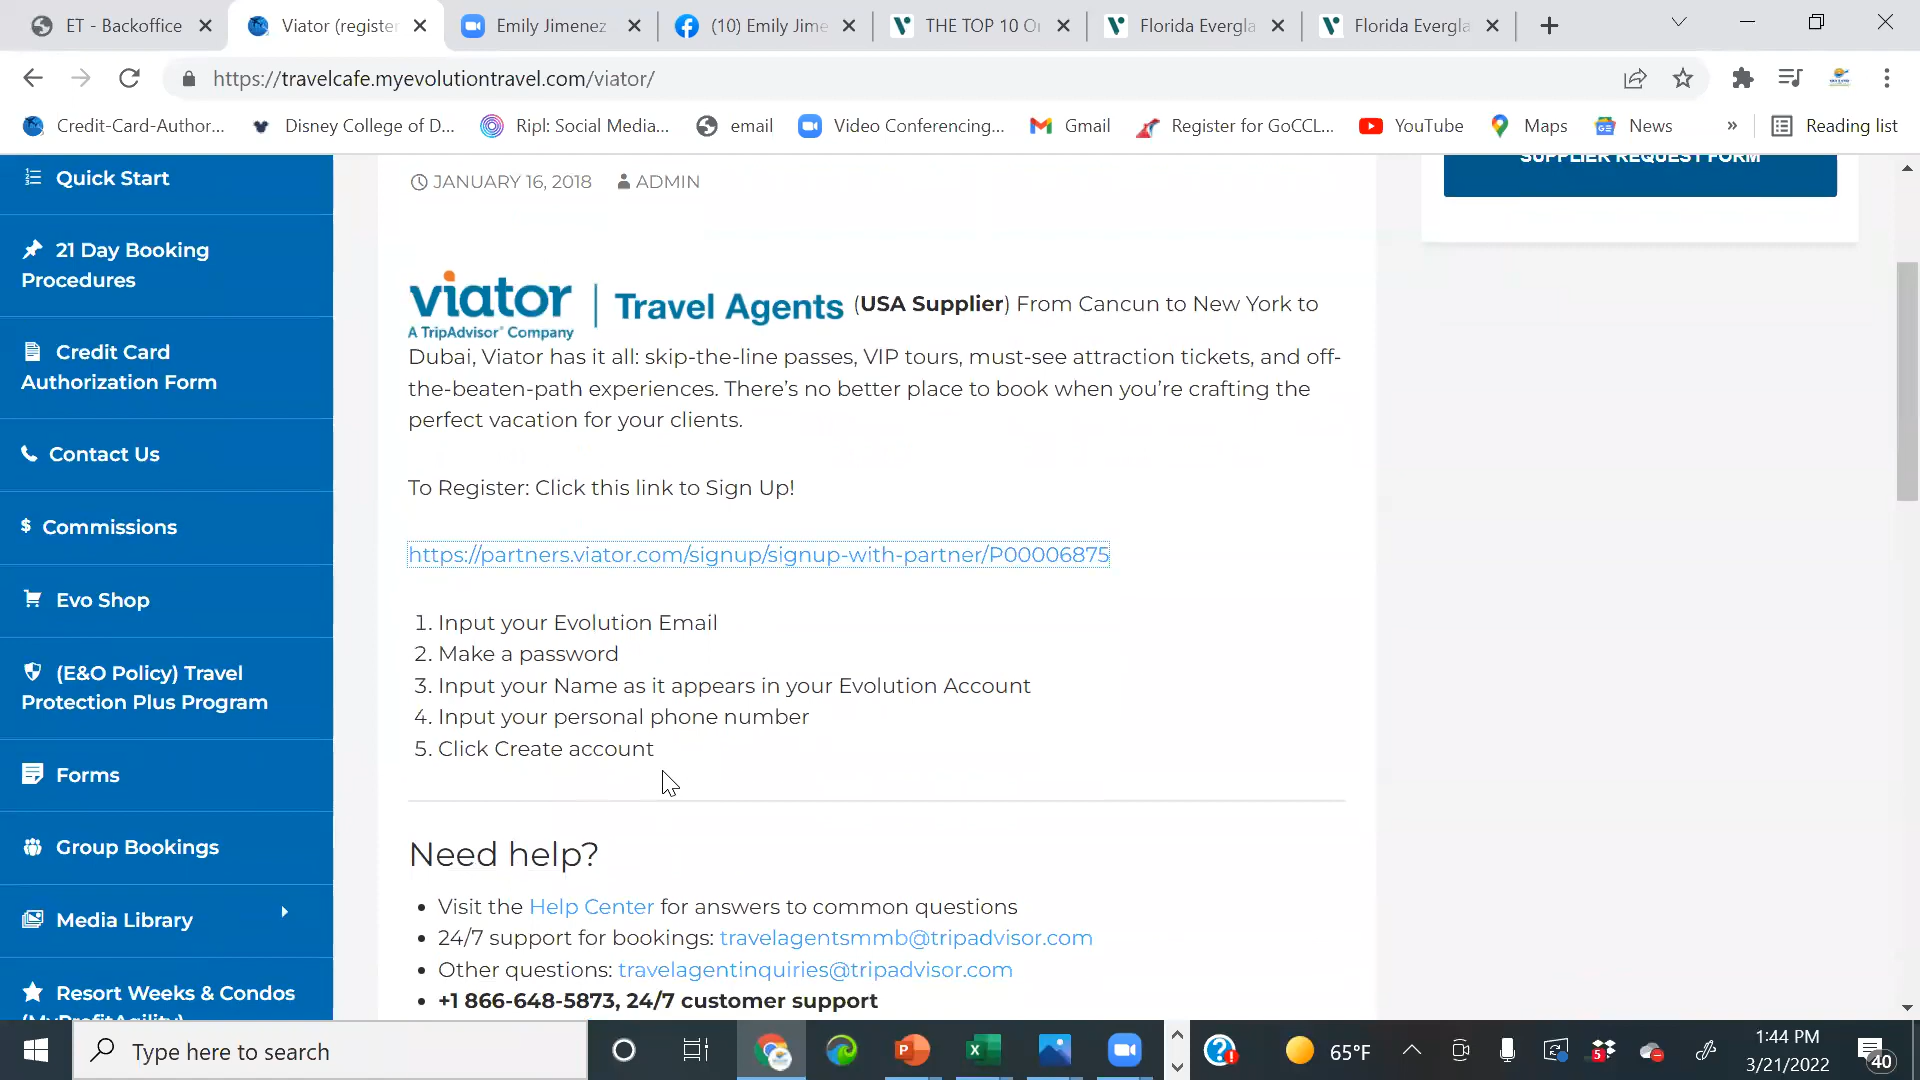 ET - Backoffice
Viator (register
Emily Jimenez
(10) Emily Jime
THE TOP 10 O
Florida Evergla
Florida Evergla
https://travelcafe.myevolutiontravel.com/viator/
Credit-Card-Author...
Disney College of D...
Ripl: Social Media...
email
Video Conferencing...
Gmail
Register for GoCCL...
YouTube
Maps
News
»
Reading list
Quick Start
21 Day Booking
Procedures
Credit Card
Authorization Form
Contact Us
$ Commissions
Evo Shop
(E&O Policy) Travel
Protection Plus Program
Forms
Group Bookings
Media Library
Resort Weeks & Condos
(MyProfitAgility)
SUPPLIER REQUEST FORM
JANUARY 16, 2018 ADMIN
viator | Travel Agents (USA Supplier) From Cancun to New York to
A TripAdvisor® Company
Dubai, Viator has it all: skip-the-line passes, VIP tours, must-see attraction tickets, and off-
the-beaten-path experiences. There’s no better place to book when you’re crafting the
perfect vacation for your clients.
To Register: Click this link to Sign Up!
https://partners.viator.com/signup/signup-with-partner/P00006875
1. Input your Evolution Email
2. Make a password
3. Input your Name as it appears in your Evolution Account
4. Input your personal phone number
5. Click Create account
Need help?
• Visit the Help Center for answers to common questions
• 24/7 support for bookings: travelagentsmmb@tripadvisor.com
• Other questions: travelagentinquiries@tripadvisor.com
• +1 866-648-5873, 24/7 customer support
Type here to search
65°F
5
1:44 PM
3/21/2022
40